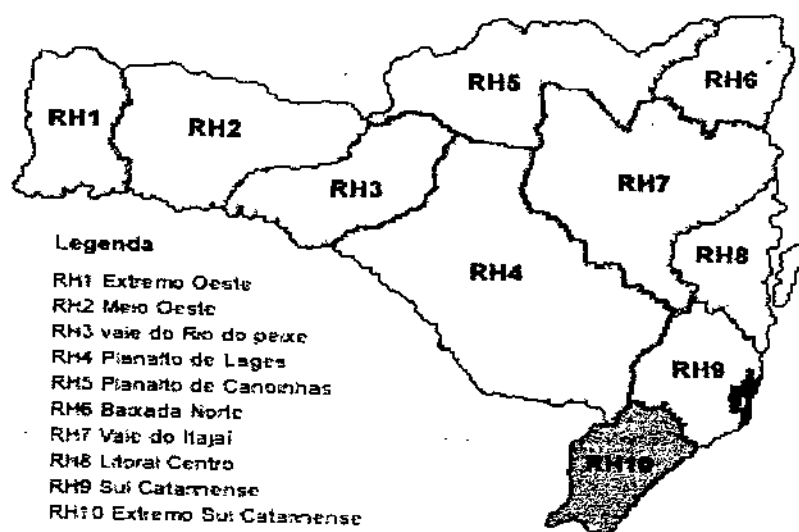 RH5
RH6
RH1
RH2
RH3
RH7
RH8
RH4
RH9
RH10
Legenda
RH1 Extremo Oeste
RH2 Meio Oeste
RH3 vale do Rio do peixe
RH4 Planalto de Lages
RH5 Planalto de Canoinhas
RH6 Baixada Norte
RH7 Vale do Itajaí
RH8 Litoral Centro
RH9 Sul Catarinense
RH10 Extremo Sul Catarinense